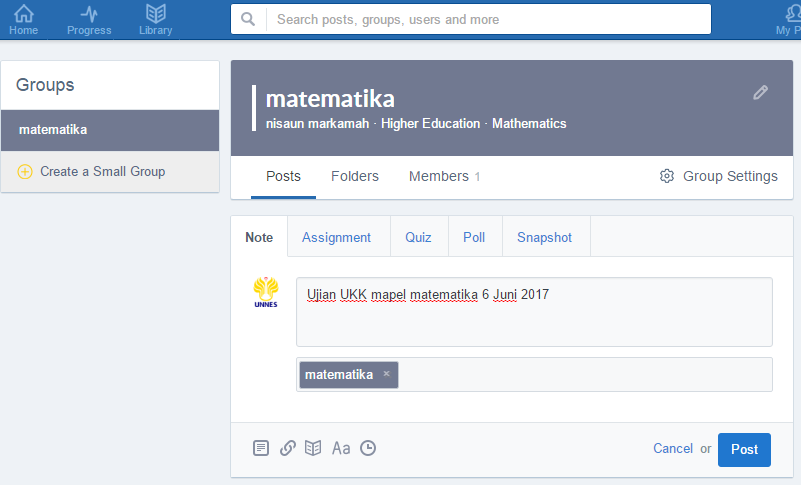 Home Progress Library Search posts, groups, users and more
Groups
matematika
Create a Small Group
matematika
nisaun markamah · Higher Education · Mathematics
Posts Folders Members 1 Group Settings
Note Assignment Quiz Poll Snapshot
UNNES
Ujian UKK mapel matematika 6 Juni 2017
matematika ×
Aa
Cancel or Post